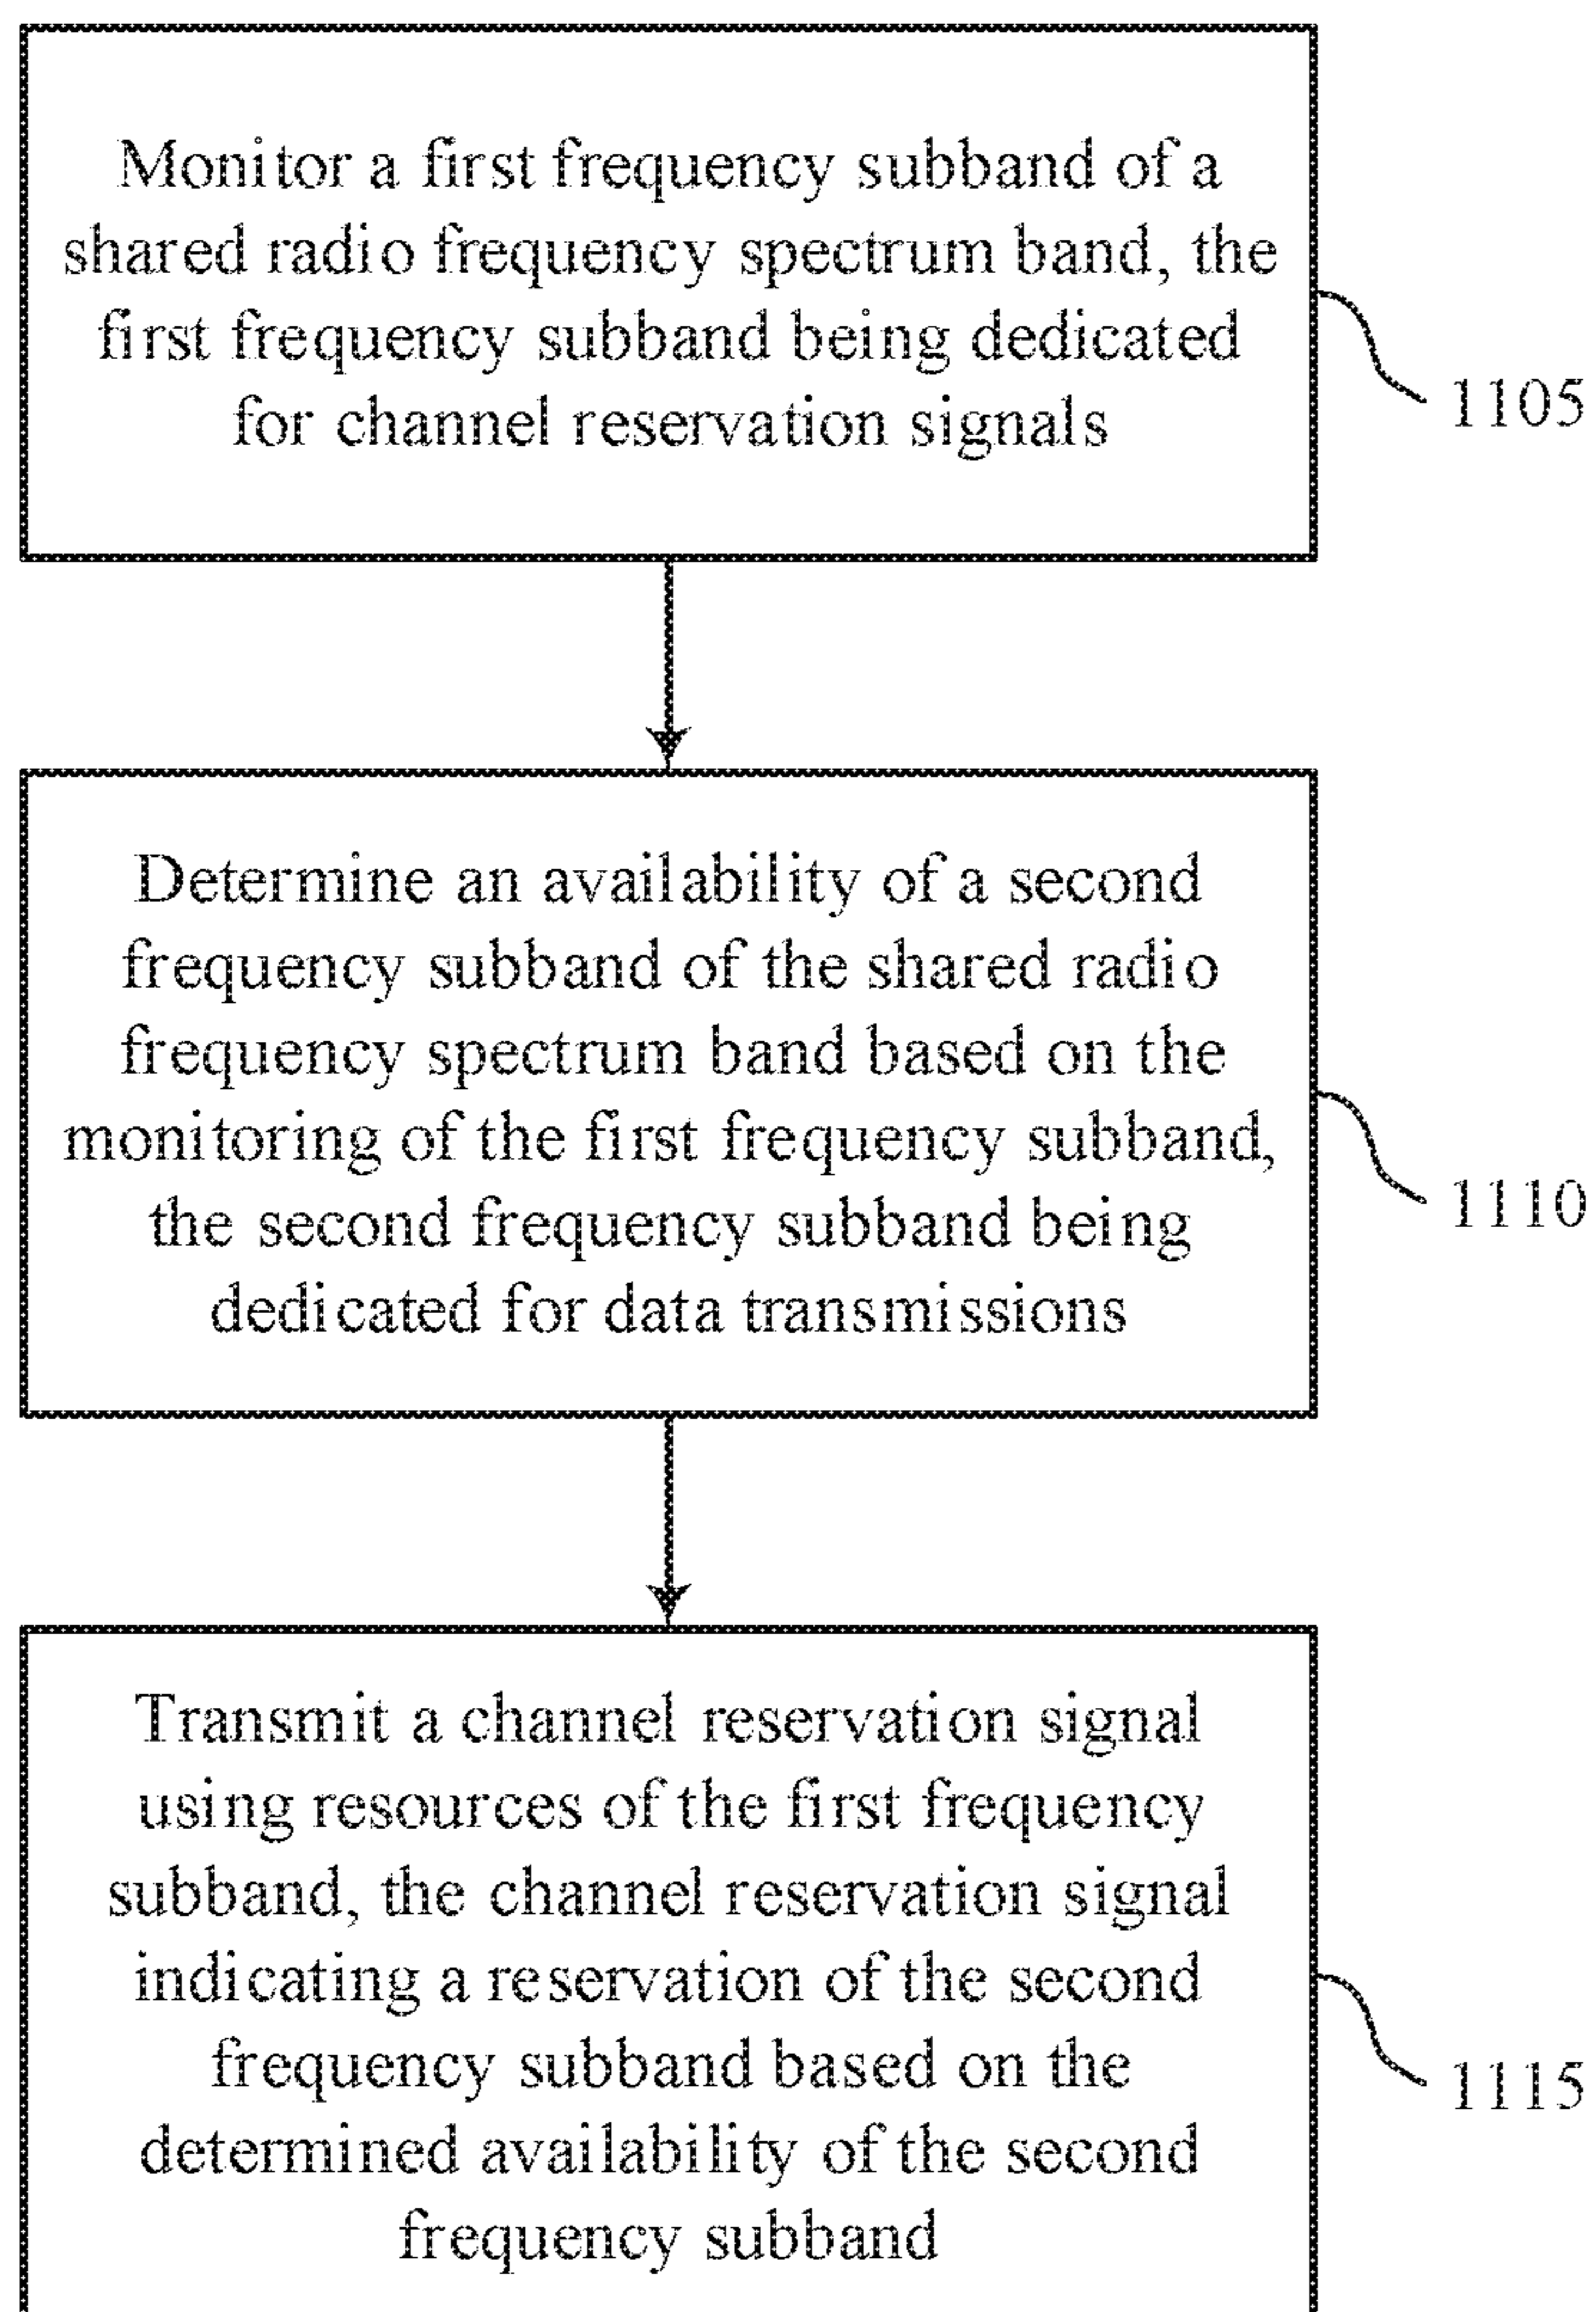 Monitor a first frequency subband of a
shared radio frequency spectrum band, the
first frequency subband being dedicated
for channel reservation signals
1105
Determine an availability of a second
frequency subband of the shared radio
frequency spectrum band based on the
monitoring of the first frequency subband,
the second frequency subband being
dedicated for data transmissions
1110
Transmit a channel reservation signal
using resources of the first frequency
subband, the channel reservation signal
indicating a reservation of the second
frequency subband based on the
determined availability of the second
frequency subband
1115